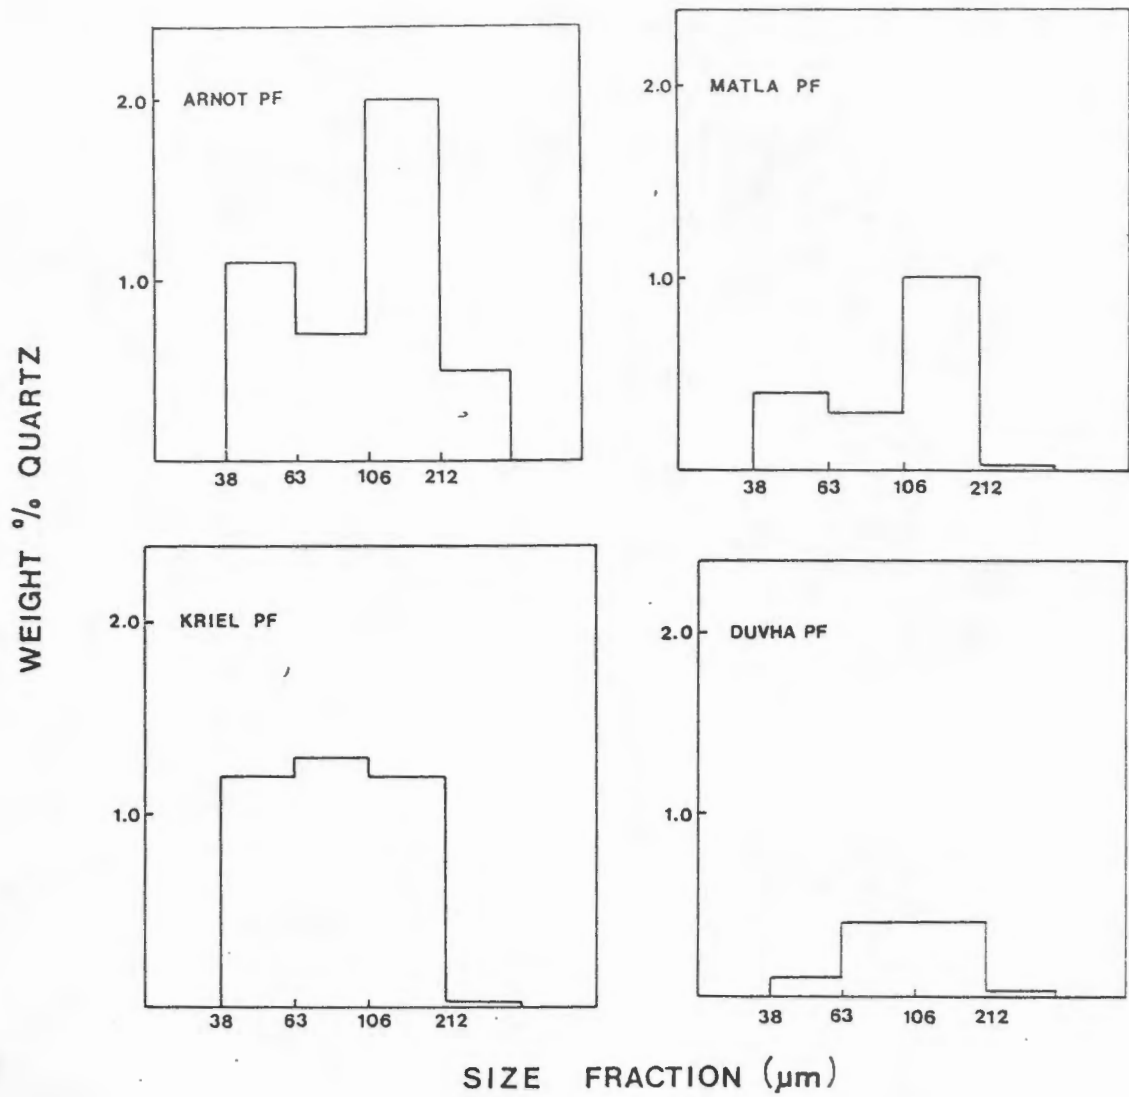 WEIGHT % QUARTZ
ARNOT PF
2.0
1.0
38 63 106 212
MATLA PF
2.0
1.0
38 63 106 212
KRIEL PF
2.0
1.0
38 63 106 212
DUVHA PF
2.0
1.0
38 63 106 212
SIZE FRACTION (µm)